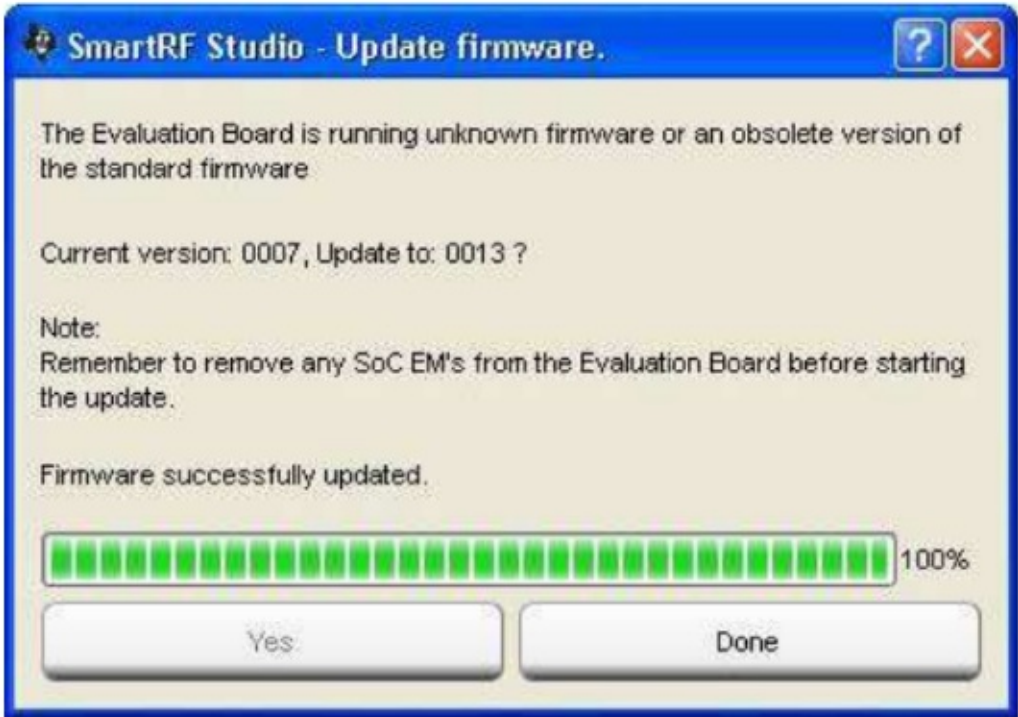 SmartRF Studio - Update firmware.
The Evaluation Board is running unknown firmware or an obsolete version of
the standard firmware
Current version: 0007, Update to: 0013 ?
Note:
Remember to remove any SoC EM's from the Evaluation Board before starting
the update.
Firmware successfully updated.
100%
Yes
Done